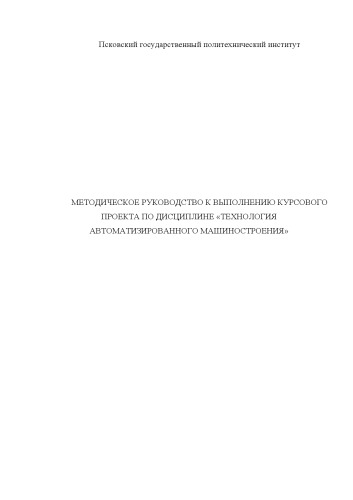 Псковский государственный политехнический институт
МЕТОДИЧЕСКОЕ РУКОВОДСТВО К ВЫПОЛНЕНИЮ КУРСОВОГО
ПРОЕКТА ПО ДИСЦИПЛИНЕ «ТЕХНОЛОГИЯ
АВТОМАТИЗИРОВАННОГО МАШИНОСТРОЕНИЯ»